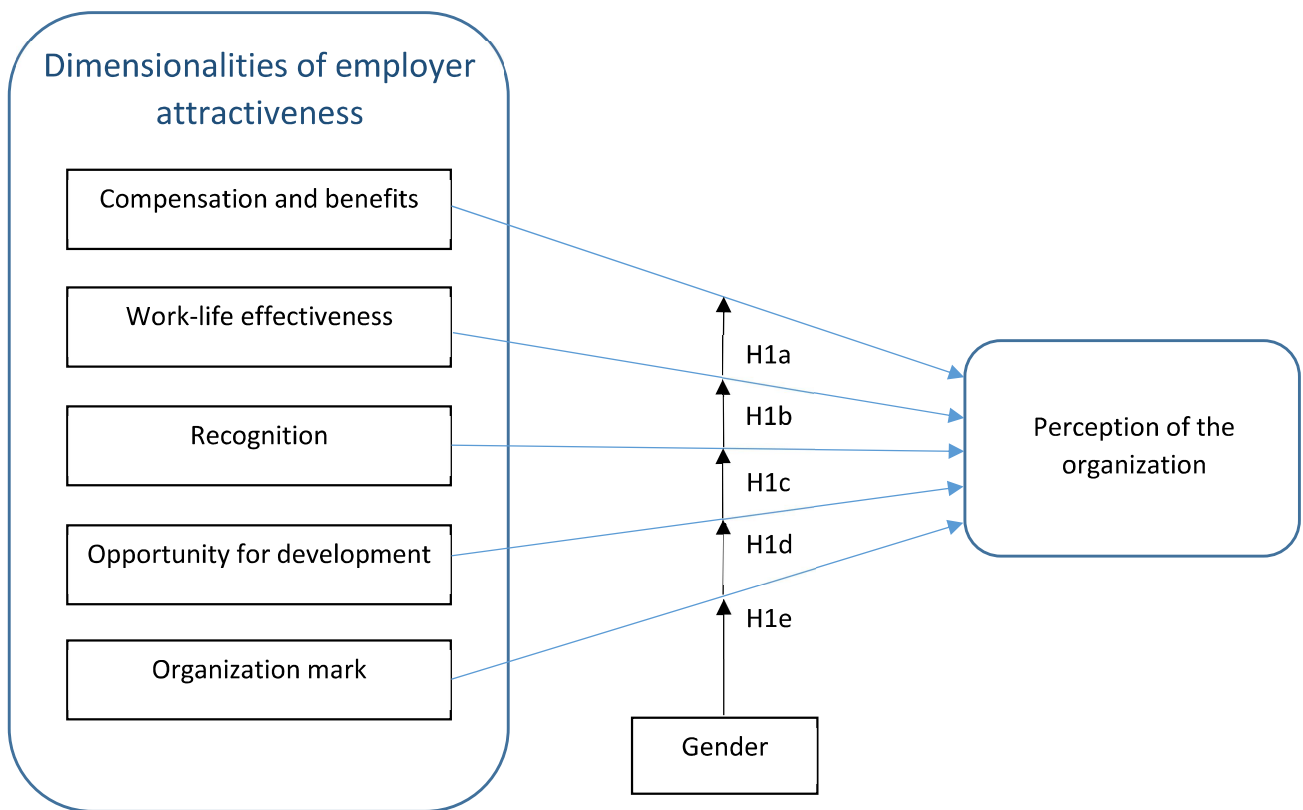 Dimensionalities of employer
attractiveness
Compensation and benefits
Work-life effectiveness
Recognition
Opportunity for development
Organization mark
H1a
H1b
H1c
H1d
H1e
Gender
Perception of the
organization